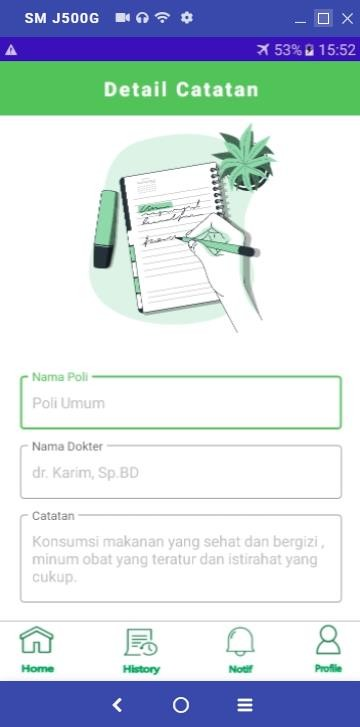 SM J500G
53% 15:52
Detail Catatan
Nama Poli
Poli Umum
Nama Dokter
dr. Karim, Sp.BD
Catatan
Konsumsi makanan yang sehat dan bergizi ,
minum obat yang teratur dan istirahat yang
cukup.
Home History Notif Profile